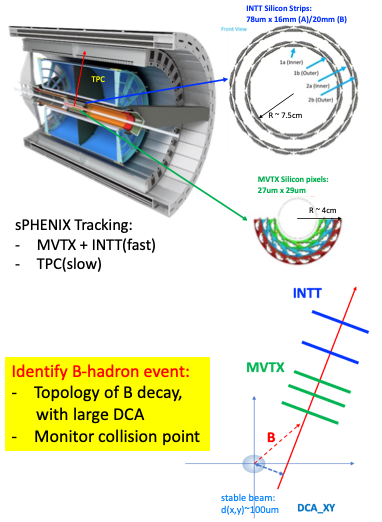 INTT Silicon Strips:
78um x 16mm (A)/20mm (B)
Front View
TPC
1a (Inner)
1b (Outer)
2a (Inner)
2b (Outer)
R ~ 7.5cm
MVTX Silicon pixels:
27um x 29um
R ~ 4cm
sPHENIX Tracking:
- MVTX + INTT(fast)
- TPC(slow)
INTT
MVTX
Identify B-hadron event:
- Topology of B decay,
with large DCA
- Monitor collision point
B
stable beam:
d(x,y)~100um
DCA_XY